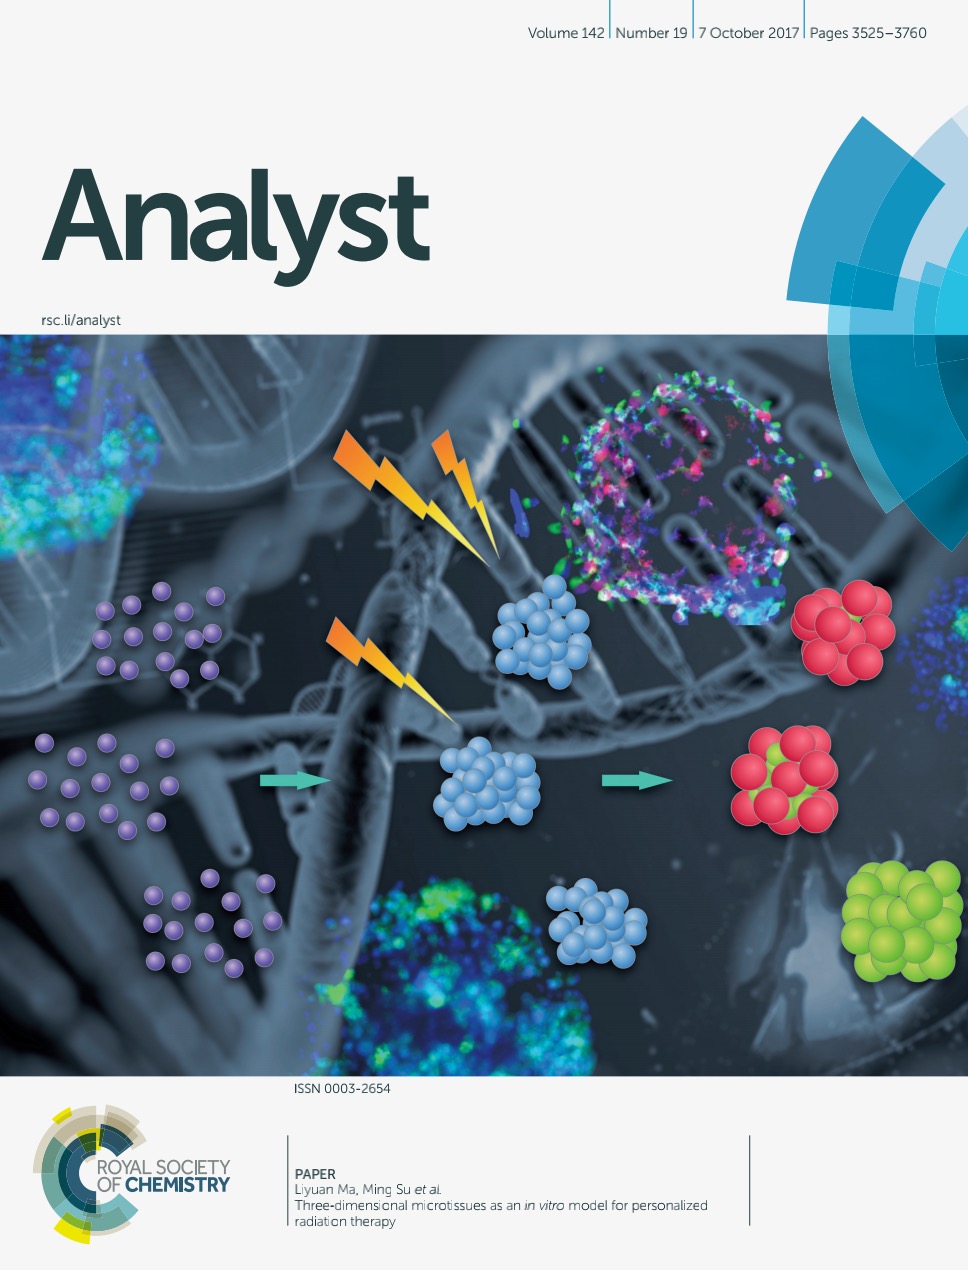 Volume 142 | Number 19 | 7 October 2017 | Pages 3525–3760
Analyst
rsc.li/analyst
ISSN 0003-2654
ROYAL SOCIETY
OF CHEMISTRY
PAPER
Liyuan Ma, Ming Su et al.
Three-dimensional microtissues as an in vitro model for personalized
radiation therapy